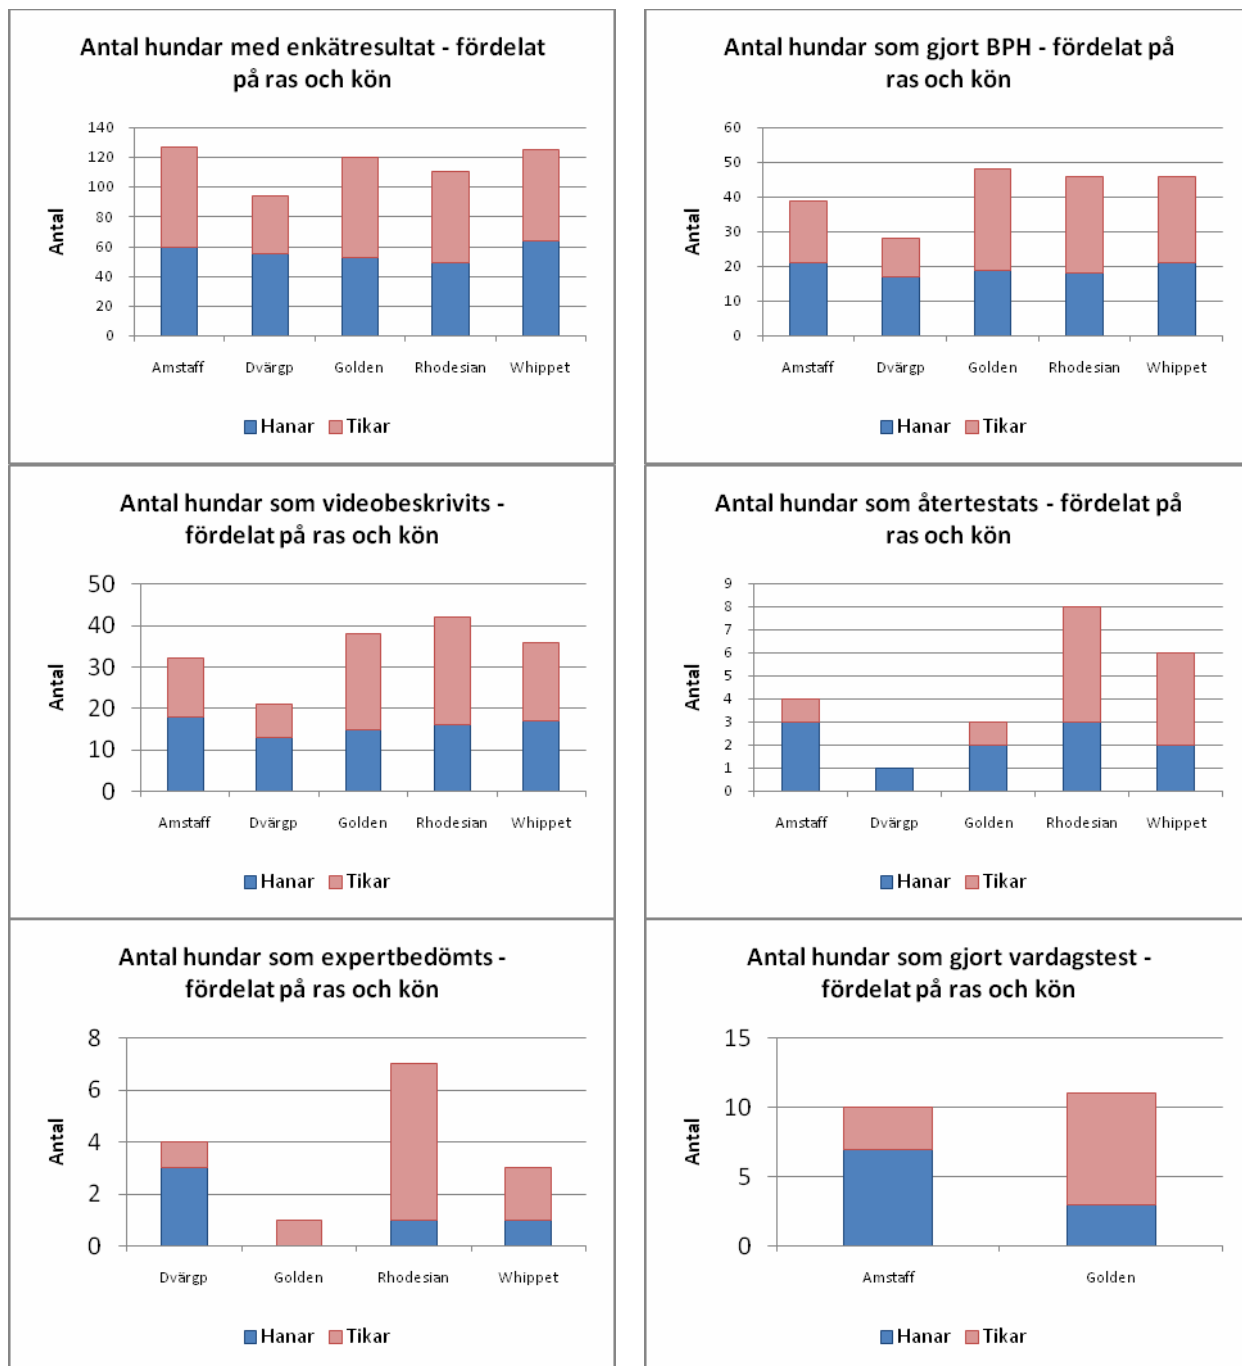 Antal hundar med enkätresultat - fördelat
på ras och kön
140
120
100
80
60
40
20
0
Antal
Amstaff Dvärgp Golden Rhodesian Whippet
Hanar Tikar
Antal hundar som gjort BPH - fördelat på
ras och kön
60
50
40
30
20
10
0
Antal
Amstaff Dvärgp Golden Rhodesian Whippet
Hanar Tikar
Antal hundar som videobeskrivits -
fördelat på ras och kön
50
40
30
20
10
0
Antal
Amstaff Dvärgp Golden Rhodesian Whippet
Hanar Tikar
Antal hundar som återtestats - fördelat på
ras och kön
9
8
7
6
5
4
3
2
1
0
Antal
Amstaff Dvärgp Golden Rhodesian Whippet
Hanar Tikar
Antal hundar som expertbedömts -
fördelat på ras och kön
8
6
4
2
0
Antal
Dvärgp Golden Rhodesian Whippet
Hanar Tikar
Antal hundar som gjort vardagstest -
fördelat på ras och kön
15
10
5
0
Antal
Amstaff Golden
Hanar Tikar